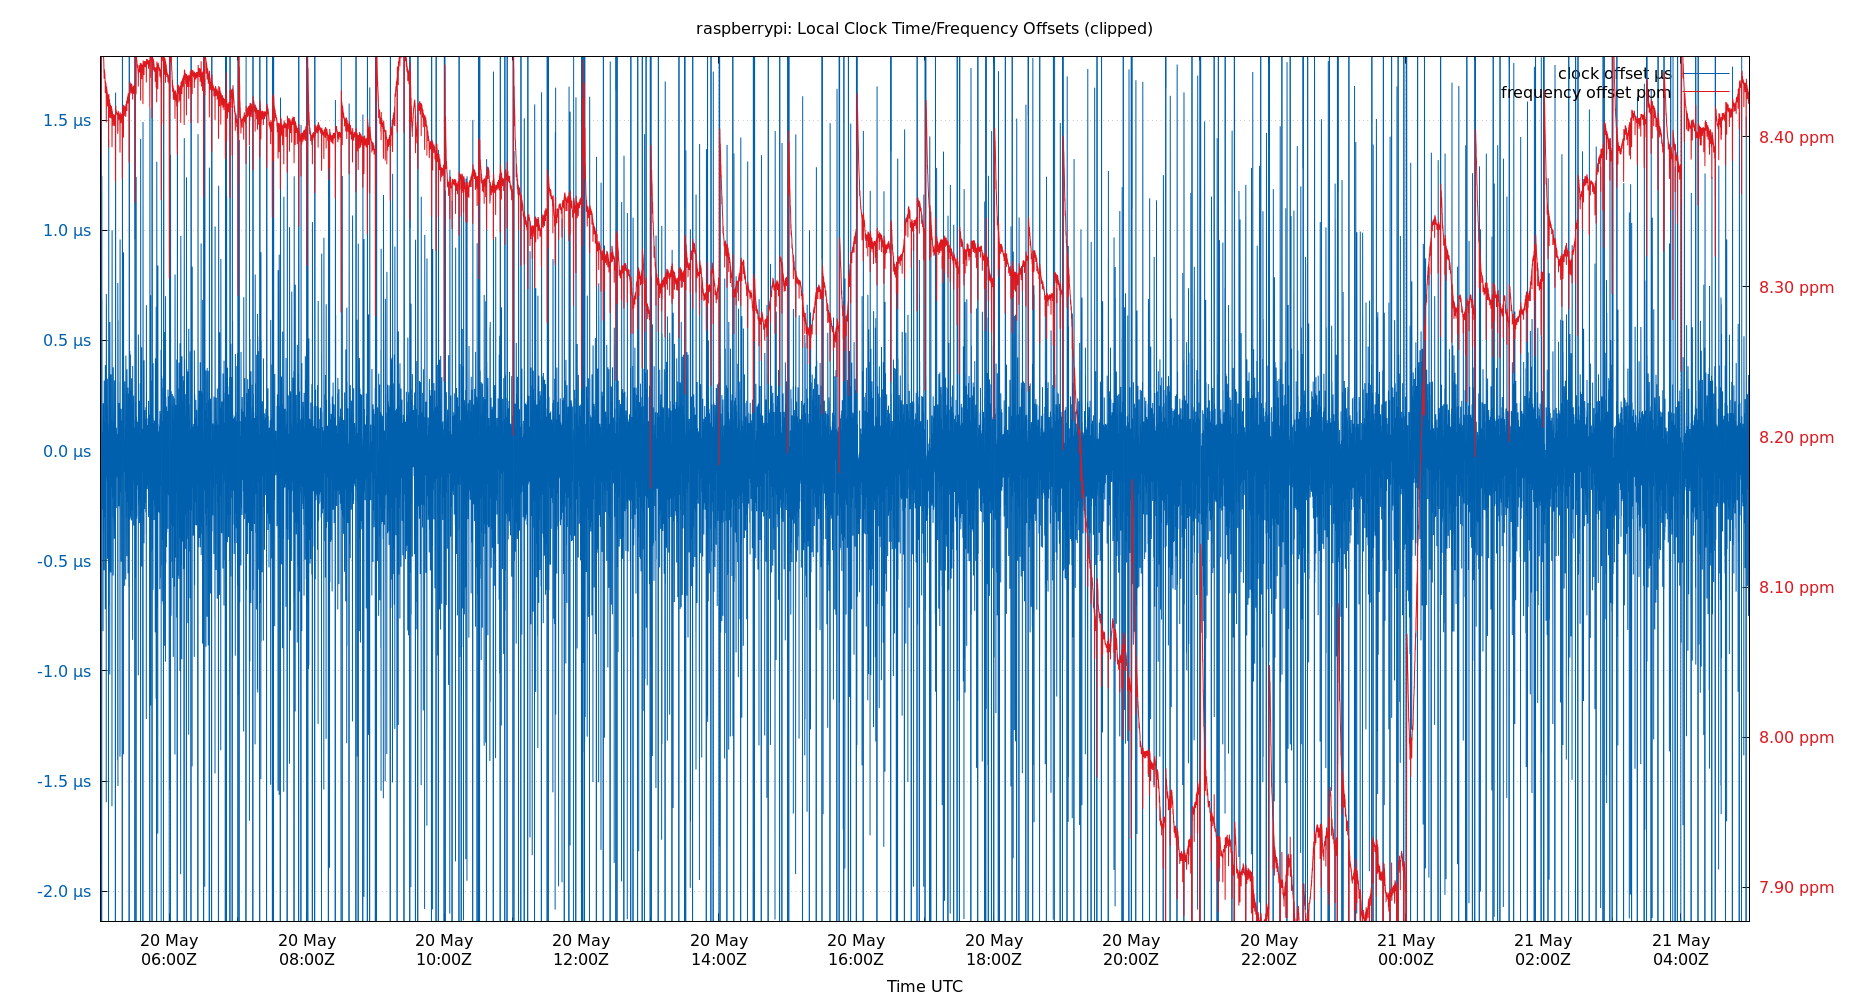 raspberrypi: Local Clock Time/Frequency Offsets (clipped)
clock offset µs
frequency offset ppm
1.5 µs
1.0 µs
0.5 µs
0.0 µs
-0.5 µs
-1.0 µs
-1.5 µs
-2.0 µs
8.40 ppm
8.30 ppm
8.20 ppm
8.10 ppm
8.00 ppm
7.90 ppm
20 May 20 May 20 May 20 May 20 May 20 May 20 May 20 May 20 May 21 May 21 May 21 May
06:00Z 08:00Z 10:00Z 12:00Z 14:00Z 16:00Z 18:00Z 20:00Z 22:00Z 00:00Z 02:00Z 04:00Z
Time UTC